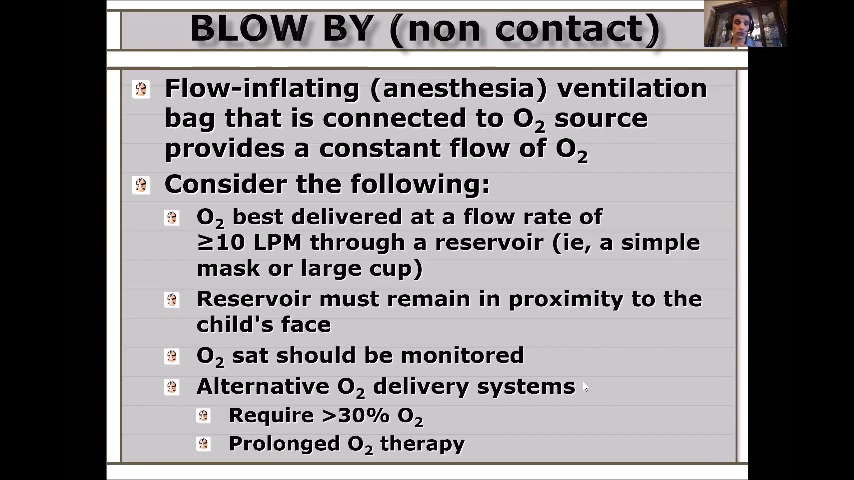 BLOW BY (non contact)
Flow-inflating (anesthesia) ventilation
bag that is connected to O₂ source
provides a constant flow of O₂
Consider the following:
O₂ best delivered at a flow rate of
≥10 LPM through a reservoir (ie, a simple
mask or large cup)
Reservoir must remain in proximity to the
child's face
O₂ sat should be monitored
Alternative O₂ delivery systems
Require >30% O₂
Prolonged O₂ therapy